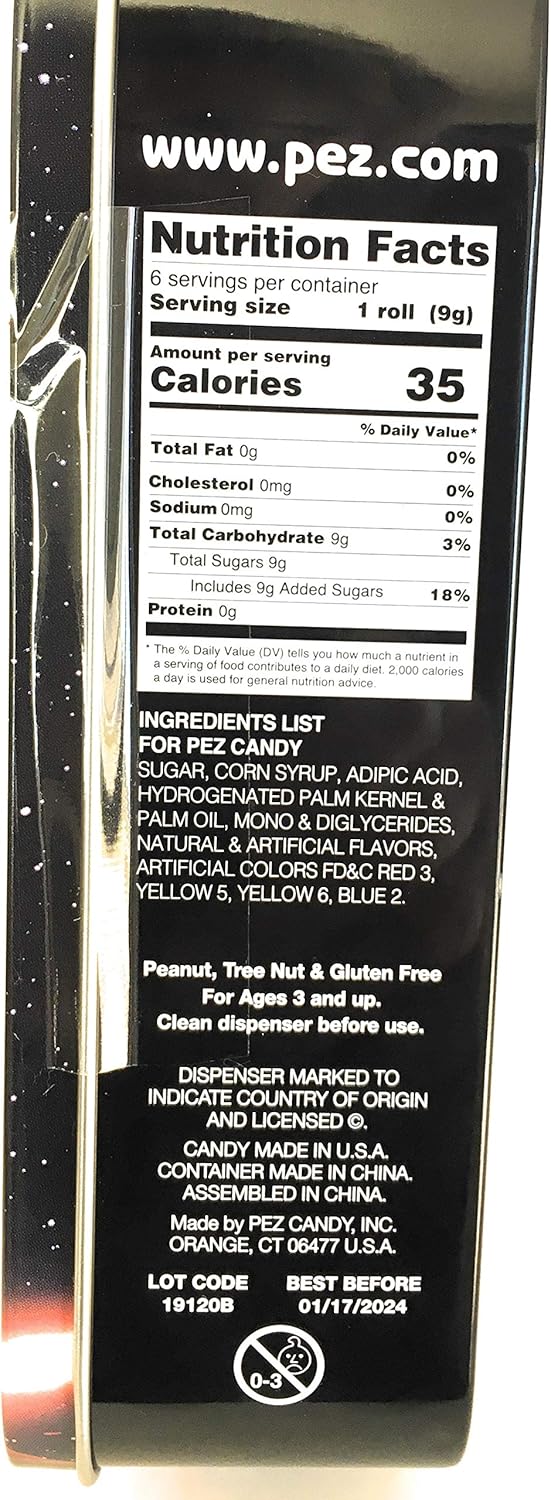 www.pez.com
Nutrition Facts
6 servings per container
Serving size 1 roll (9g)
Amount per serving
Calories 35
% Daily Value*
Total Fat 0g 0%
Cholesterol 0mg 0%
Sodium 0mg 0%
Total Carbohydrate 9g 3%
Total Sugars 9g
Includes 9g Added Sugars 18%
Protein 0g
* The % Daily Value (DV) tells you how much a nutrient in
a serving of food contributes to a daily diet. 2,000 calories
a day is used for general nutrition advice.
INGREDIENTS LIST
FOR PEZ CANDY
SUGAR, CORN SYRUP, ADIPIC ACID,
HYDROGENATED PALM KERNEL &
PALM OIL, MONO & DIGLYCERIDES,
NATURAL & ARTIFICIAL FLAVORS,
ARTIFICIAL COLORS FD&C RED 3,
YELLOW 5, YELLOW 6, BLUE 2.
Peanut, Tree Nut & Gluten Free
For Ages 3 and up.
Clean dispenser before use.
DISPENSER MARKED TO
INDICATE COUNTRY OF ORIGIN
AND LICENSED ©.
CANDY MADE IN U.S.A.
CONTAINER MADE IN CHINA.
ASSEMBLED IN CHINA.
Made by PEZ CANDY, INC.
ORANGE, CT 06477 U.S.A.
LOT CODE BEST BEFORE
19120B 01/17/2024
0-3